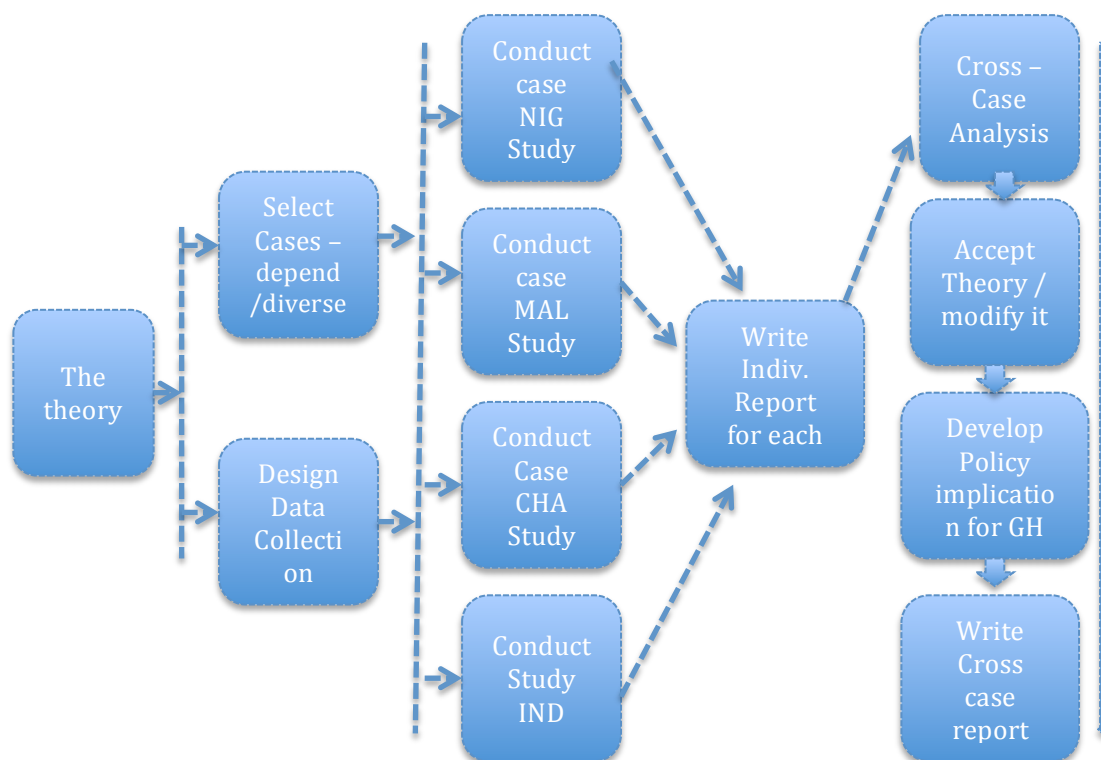 The
theory
Select
Cases –
depend
/diverse
Design
Data
Collecti
on
Conduct
case
NIG
Study
Conduct
case
MAL
Study
Conduct
Case
CHA
Study
Conduct
Study
IND
Write
Indiv.
Report
for each
Cross –
Case
Analysis
Accept
Theory /
modify it
Develop
Policy
implicatio
n for GH
Write
Cross
case
report